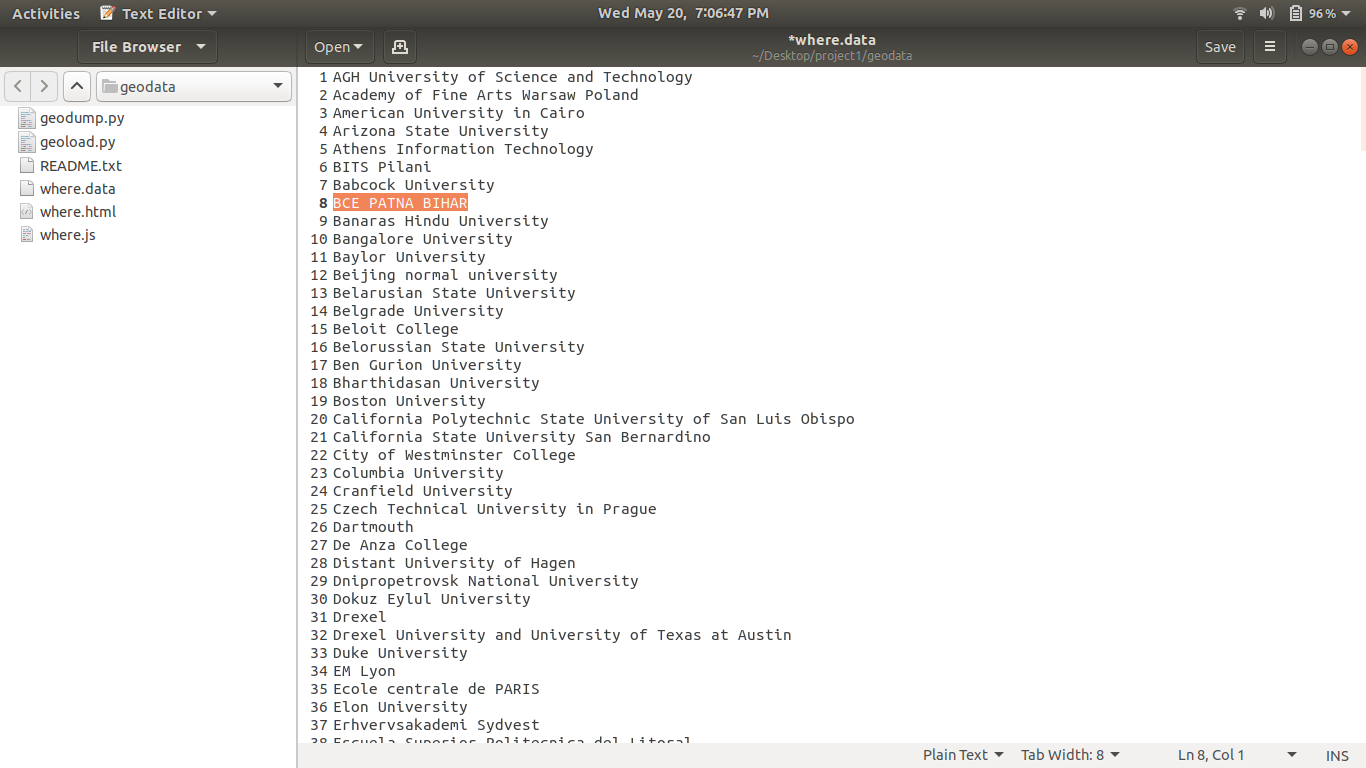 Activities Text Editor Wed May 20, 7:06:47 PM 96%
File Browser Open *where.data Save
~/Desktop/project1/geodata
geodata
geodump.py
geoload.py
README.txt
where.data
where.html
where.js
1 AGH University of Science and Technology
2 Academy of Fine Arts Warsaw Poland
3 American University in Cairo
4 Arizona State University
5 Athens Information Technology
6 BITS Pilani
7 Babcock University
8 BCE PATNA BIHAR
9 Banaras Hindu University
10 Bangalore University
11 Baylor University
12 Beijing normal university
13 Belarusian State University
14 Belgrade University
15 Beloit College
16 Belorussian State University
17 Ben Gurion University
18 Bharthidasan University
19 Boston University
20 California Polytechnic State University of San Luis Obispo
21 California State University San Bernardino
22 City of Westminster College
23 Columbia University
24 Cranfield University
25 Czech Technical University in Prague
26 Dartmouth
27 De Anza College
28 Distant University of Hagen
29 Dnipropetrovsk National University
30 Dokuz Eylul University
31 Drexel
32 Drexel University and University of Texas at Austin
33 Duke University
34 EM Lyon
35 Ecole centrale de PARIS
36 Elon University
37 Erhvervsakademi Sydvest
38 Escuela Superior Politecnica del Litoral
Plain Text Tab Width: 8 Ln 8, Col 1 INS